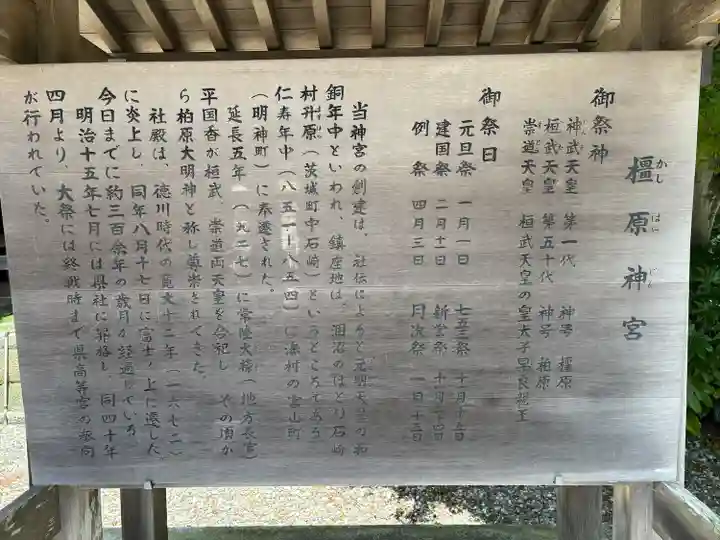 橿原神宮
かし はら じん
御祭神
神武天皇 第一代 神号 橿原
桓武天皇 第五十代 神号 柏原
崇道天皇 桓武天皇の皇太子早良親王
御祭日
元旦祭 一月一日 七五三祭 十一月十五日
建国祭 二月十一日 新嘗祭
例祭 四月三日 月次祭 一日十五日
当神宮の創建は、社伝によると元明天皇の和
銅年中といわれ、鎮座地は、涸沼のほとり石崎
村升原(茨城町中石崎)というところである
仁寿年中(八五一ー八五四)に漁村の富山町
(明神町)に奉遷された。
延長五年(九二七)に常陸大掾(地方長官)
平国香が桓武、崇道両天皇を合祀し その頃か
ら柏原大明神と称し尊崇されてきた。
社殿は、徳川時代の寛文十二年(一六七二)
に炎上し、同年八月十七日に富士ノ上に遷した
今日までに約三百余年の歳月を経過している。
明治十五年七月には県社に昇格し、同四十年
四月より、大祭には終戦時まで県高等官の参向
が行われていた。